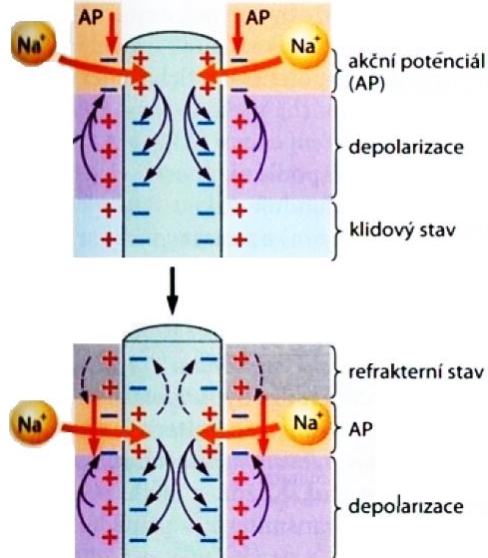 AP
AP
Na+
Na+
akční potenciál
(AP)
depolarizace
klidový stav
refrakterní stav
Na+
Na+
AP
depolarizace